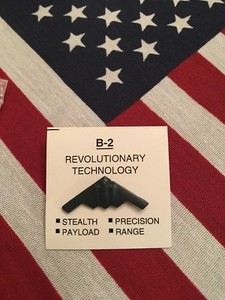 B-2
REVOLUTIONARY
TECHNOLOGY
■ STEALTH ■ PRECISION
■ PAYLOAD ■ RANGE